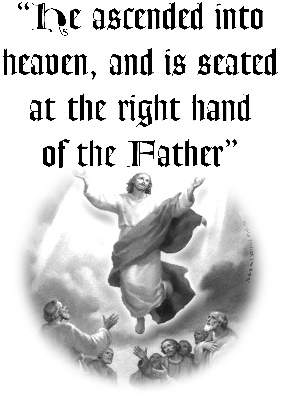 “He ascended into
heaven, and is seated
at the right hand
of the Father”